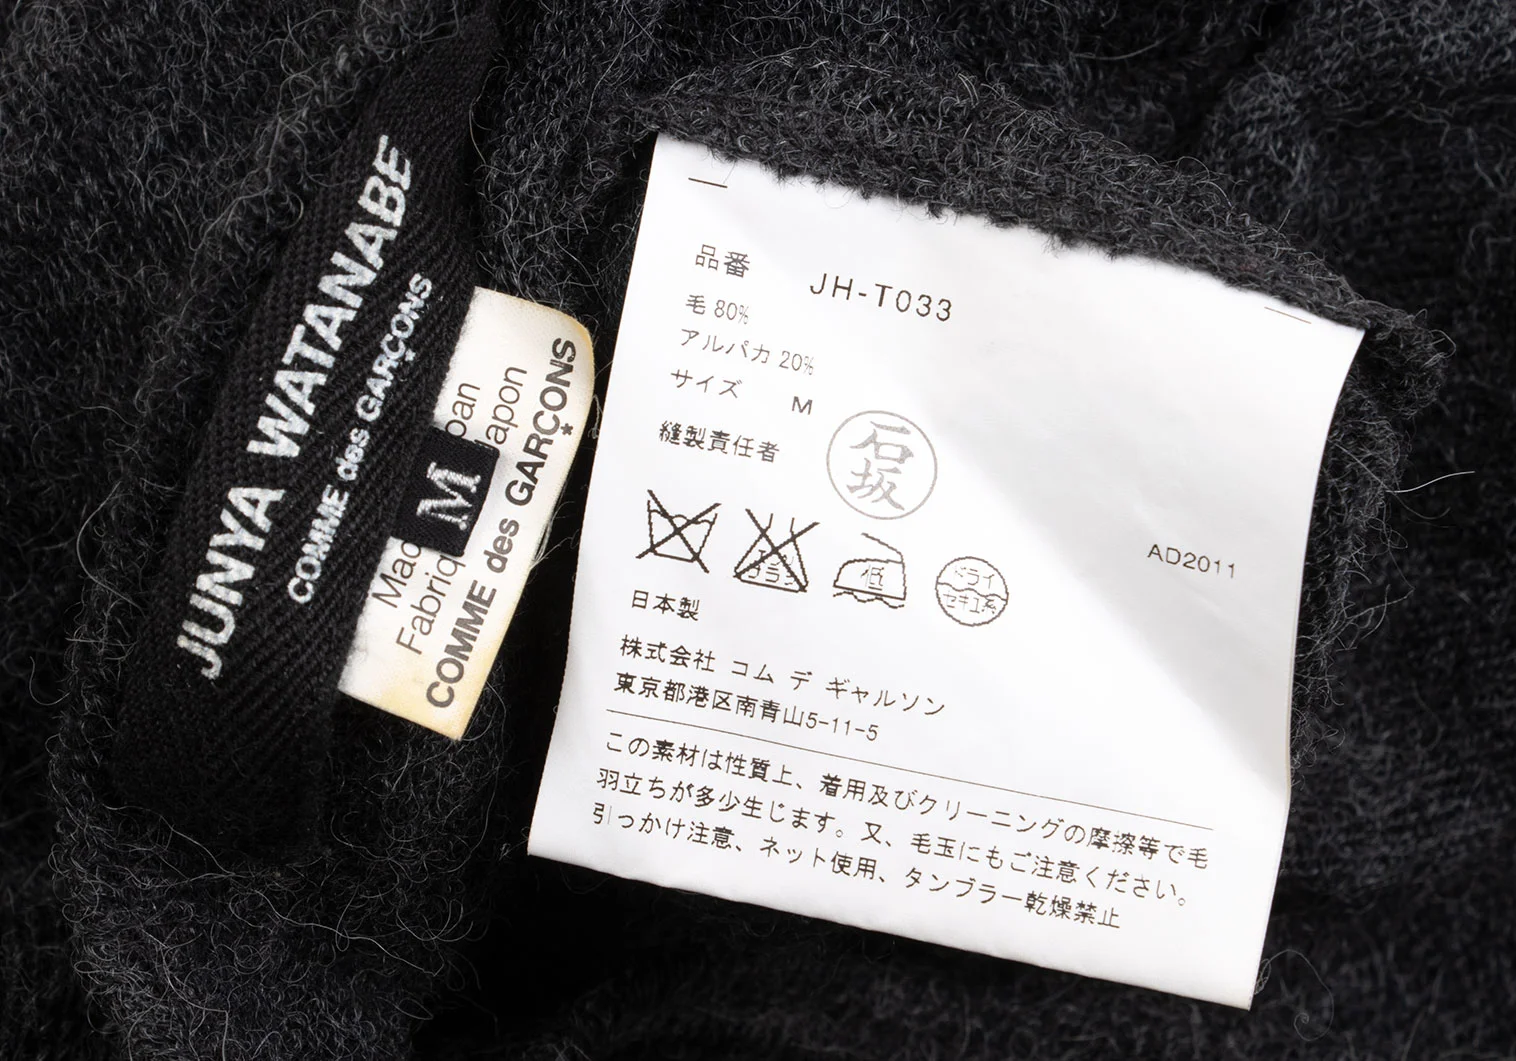 JUNYA WATANABE
COMME des GARÇONS
M
COMME des GARÇONS
品番 JH-T033
毛 80%
アルパカ 20%
サイズ M
縫製責任者 石坂
低
ドライ
セキユ系
AD2011
日本製
株式会社 コム デ ギャルソン
東京都港区南青山5-11-5
この素材は性質上、着用及びクリーニングの摩擦等で毛
羽立ちが多少生じます。又、毛玉にもご注意ください。
引っかけ注意、ネット使用、タンブラー乾燥禁止